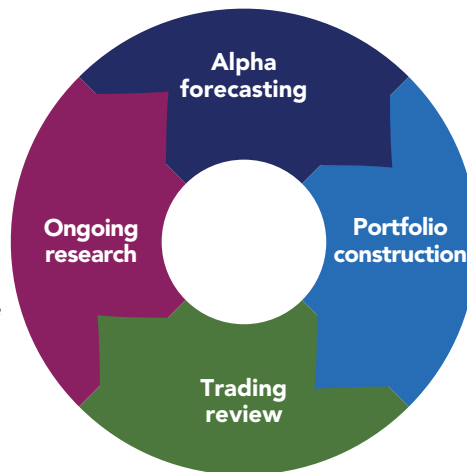 Alpha
forecasting
Ongoing
research
Portfolio
construction
Trading
review